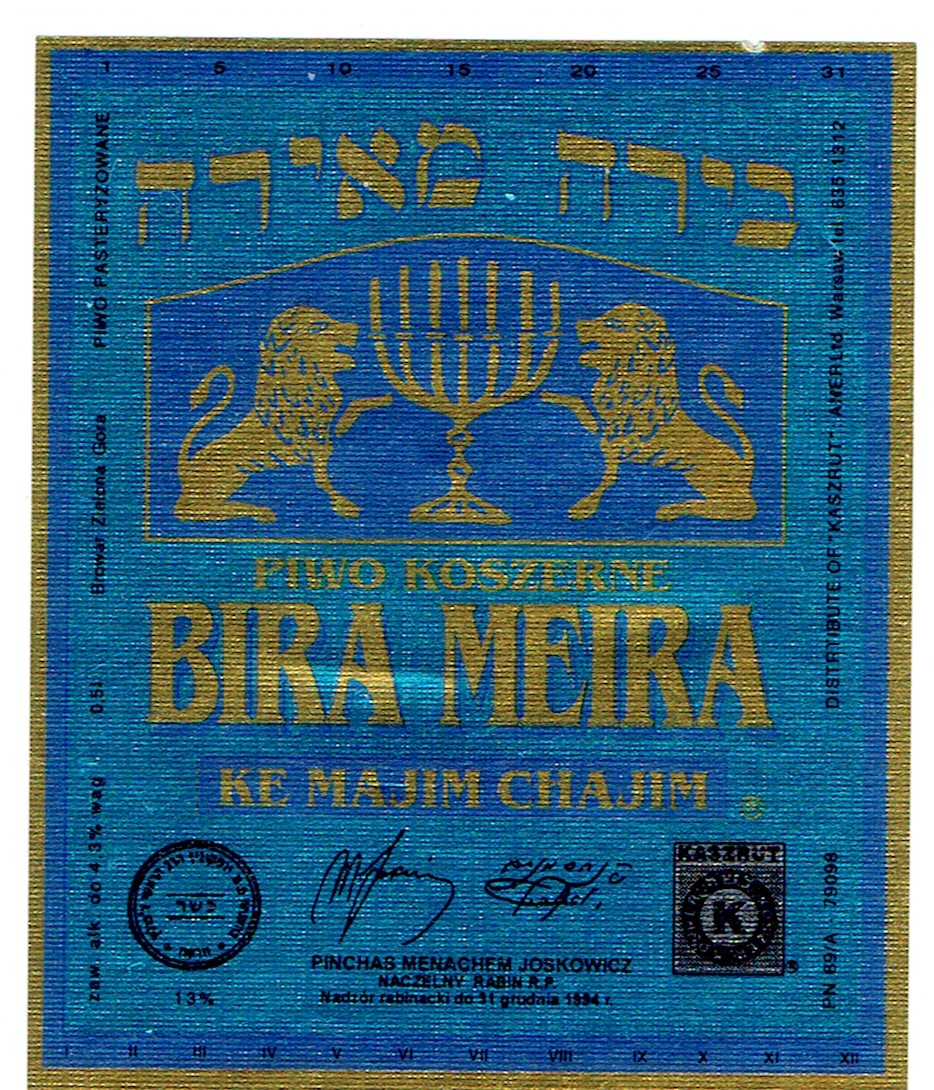 1 5 10 15 20 25 31
בירה מאירה
PIWO KOSZERNE
BIRA MEIRA
KE MAJIM CHAJIM
®
PIWO PASTERYZOWANE
Browar Zielona Góra
0,5l
zaw. alk. do 4,3% wag
DISTRTIBUTE OF "KASZRUT" AMERLtd. Warsaw tel. 635 1312
PN 89/A - 79098
כשר
13%
PINCHAS MENACHEM JOSKOWICZ
NACZELNY RABIN R.P.
Nadzór rabinacki do 31 grudnia 1994 r.
KASZRUT
K
®
I II III IV V VI VII VIII IX X XI XII